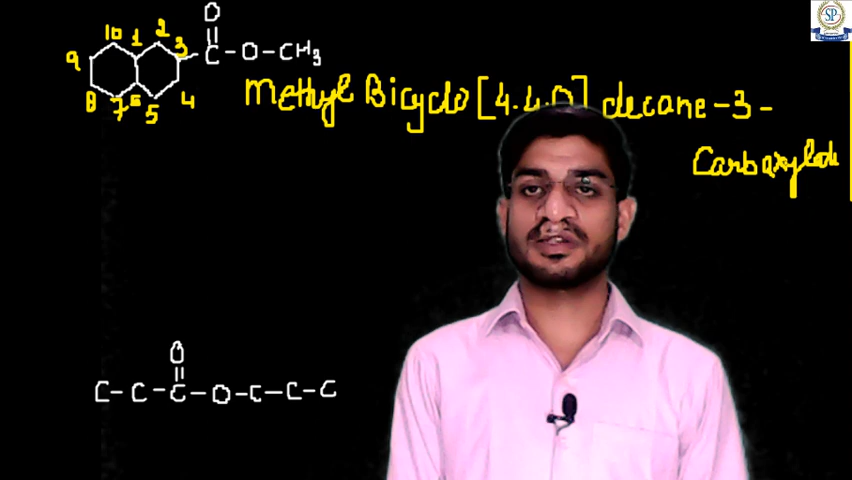 O
||
C-O-CH3
10 1 2 3
9
8 7 6 5 4
Methyl Bicyclo [4.4.0] decane-3-
Carboxylate
O
||
C-C-C-O-C-C-C
SP